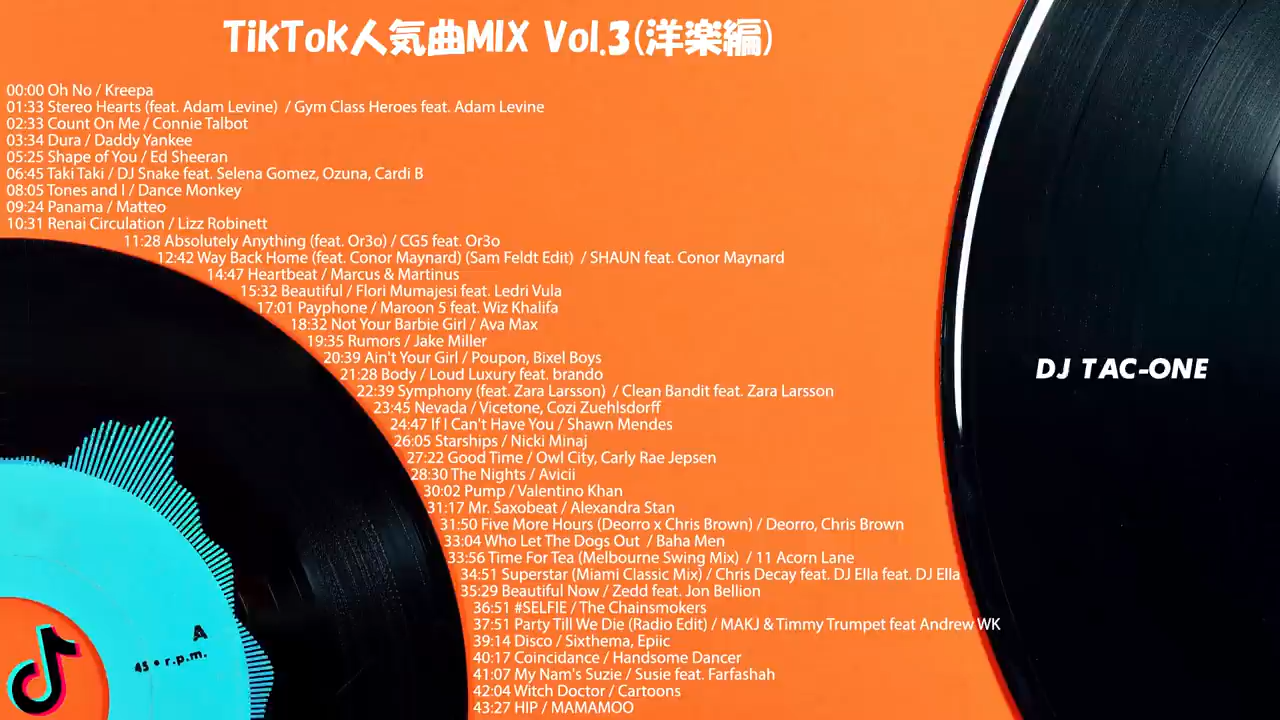 TikTok人気曲MIX Vol.3(洋楽編)
00:00 Oh No / Kreepa
01:33 Stereo Hearts (feat. Adam Levine)  / Gym Class Heroes feat. Adam Levine
02:33 Count On Me / Connie Talbot
03:34 Dura / Daddy Yankee
05:25 Shape of You / Ed Sheeran
06:45 Taki Taki / DJ Snake feat. Selena Gomez, Ozuna, Cardi B
08:05 Tones and I / Dance Monkey
09:24 Panama / Matteo
10:31 Renai Circulation / Lizz Robinett
11:28 Absolutely Anything (feat. Or3o) / CG5 feat. Or3o
12:42 Way Back Home (feat. Conor Maynard) (Sam Feldt Edit)  / SHAUN feat. Conor Maynard
14:47 Heartbeat / Marcus & Martinus
15:32 Beautiful / Flori Mumajesi feat. Ledri Vula
17:01 Payphone / Maroon 5 feat. Wiz Khalifa
18:32 Not Your Barbie Girl / Ava Max
19:35 Rumors / Jake Miller
20:39 Ain't Your Girl / Poupon, Bixel Boys
21:28 Body / Loud Luxury feat. brando
22:39 Symphony (feat. Zara Larsson)  / Clean Bandit feat. Zara Larsson
23:45 Nevada / Vicetone, Cozi Zuehlsdorff
24:47 If I Can't Have You / Shawn Mendes
26:05 Starships / Nicki Minaj
27:22 Good Time / Owl City, Carly Rae Jepsen
28:30 The Nights / Avicii
30:02 Pump / Valentino Khan
31:17 Mr. Saxobeat / Alexandra Stan
31:50 Five More Hours (Deorro x Chris Brown) / Deorro, Chris Brown
33:04 Who Let The Dogs Out  / Baha Men
33:56 Time For Tea (Melbourne Swing Mix)  / 11 Acorn Lane
34:51 Superstar (Miami Classic Mix) / Chris Decay feat. DJ Ella feat. DJ Ella
35:29 Beautiful Now / Zedd feat. Jon Bellion
36:51 #SELFIE / The Chainsmokers
37:51 Party Till We Die (Radio Edit) / MAKJ & Timmy Trumpet feat Andrew WK
39:14 Disco / Sixthema, Epiic
40:17 Coincidance / Handsome Dancer
41:07 My Nam's Suzie / Susie feat. Farfashah
42:04 Witch Doctor / Cartoons
43:27 HIP / MAMAMOO
DJ TAC-ONE
A
45 • r.p.m.